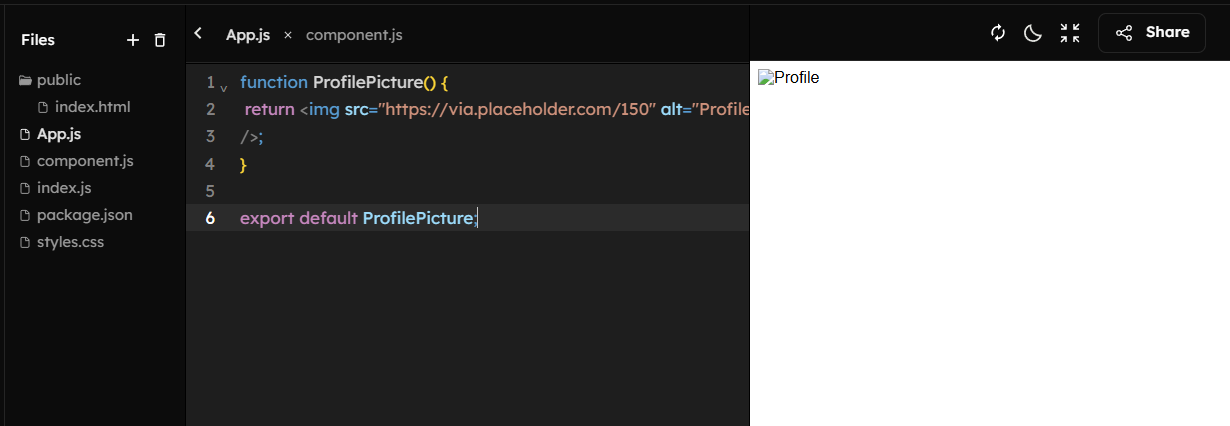 Files
public
index.html
App.js
component.js
index.js
package.json
styles.css
App.js × component.js
1 function ProfilePicture() {
2 return <img src="https://via.placeholder.com/150" alt="Profile
3 />;
4 }
5
6 export default ProfilePicture;
Share
Profile